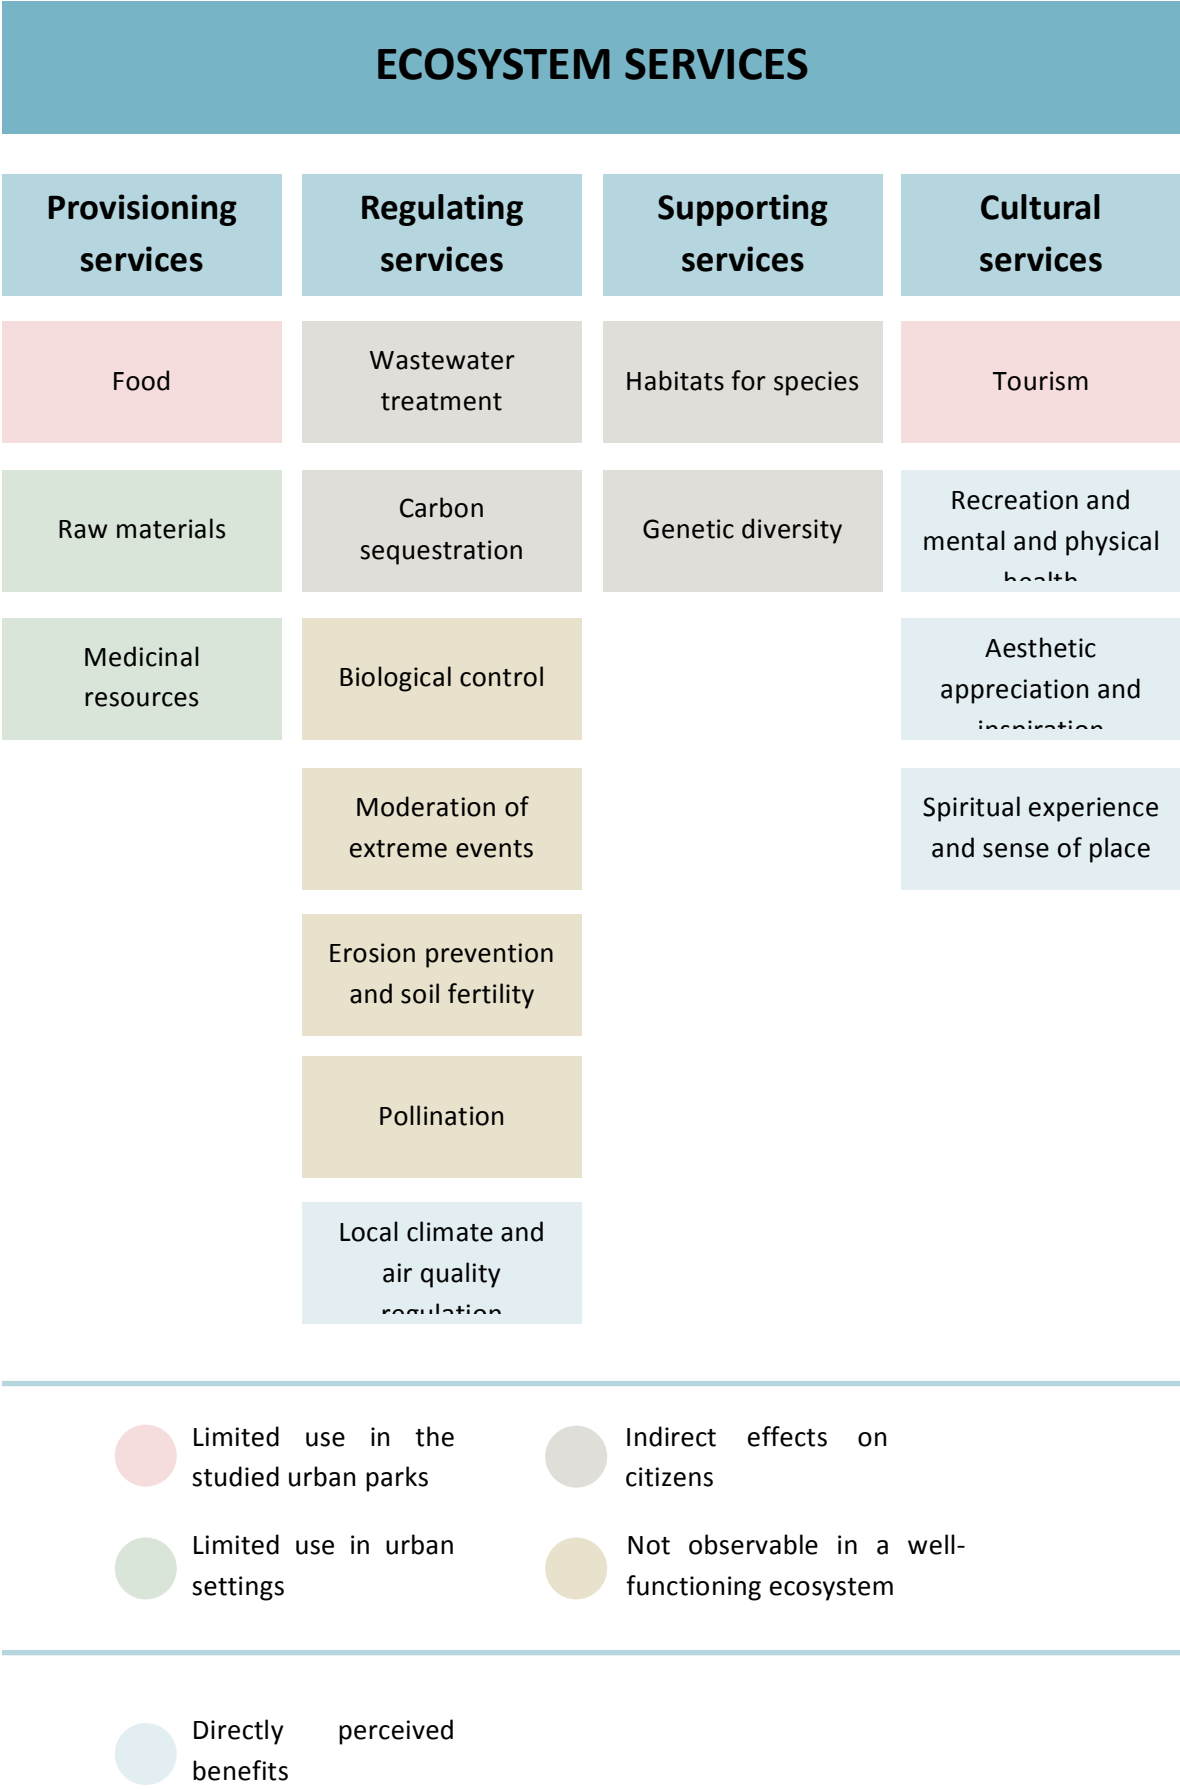 ECOSYSTEM SERVICES
Provisioning
services
Regulating
services
Supporting
services
Cultural
services
Food
Wastewater
treatment
Habitats for species
Tourism
Raw materials
Carbon
sequestration
Genetic diversity
Recreation and
mental and physical
health
Medicinal
resources
Biological control
Aesthetic
appreciation and
inspiration
Moderation of
extreme events
Spiritual experience
and sense of place
Erosion prevention
and soil fertility
Pollination
Local climate and
air quality
regulation
Limited use in the
studied urban parks
Indirect effects on
citizens
Limited use in urban
settings
Not observable in a well-
functioning ecosystem
Directly perceived
benefits